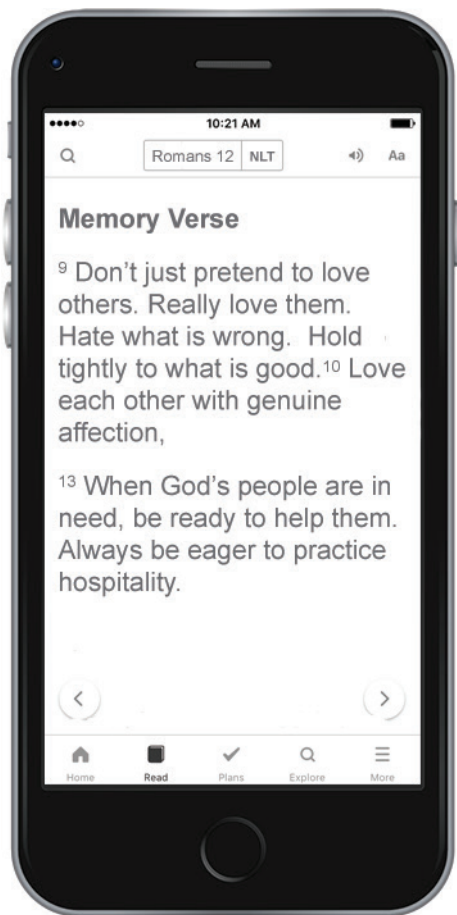 10:21 AM
Romans 12 NLT Aa
Memory Verse
9 Don’t just pretend to love
others. Really love them.
Hate what is wrong.  Hold
tightly to what is good.10 Love
each other with genuine
affection,
13 When God’s people are in
need, be ready to help them.
Always be eager to practice
hospitality.
Home Read Plans Explore More